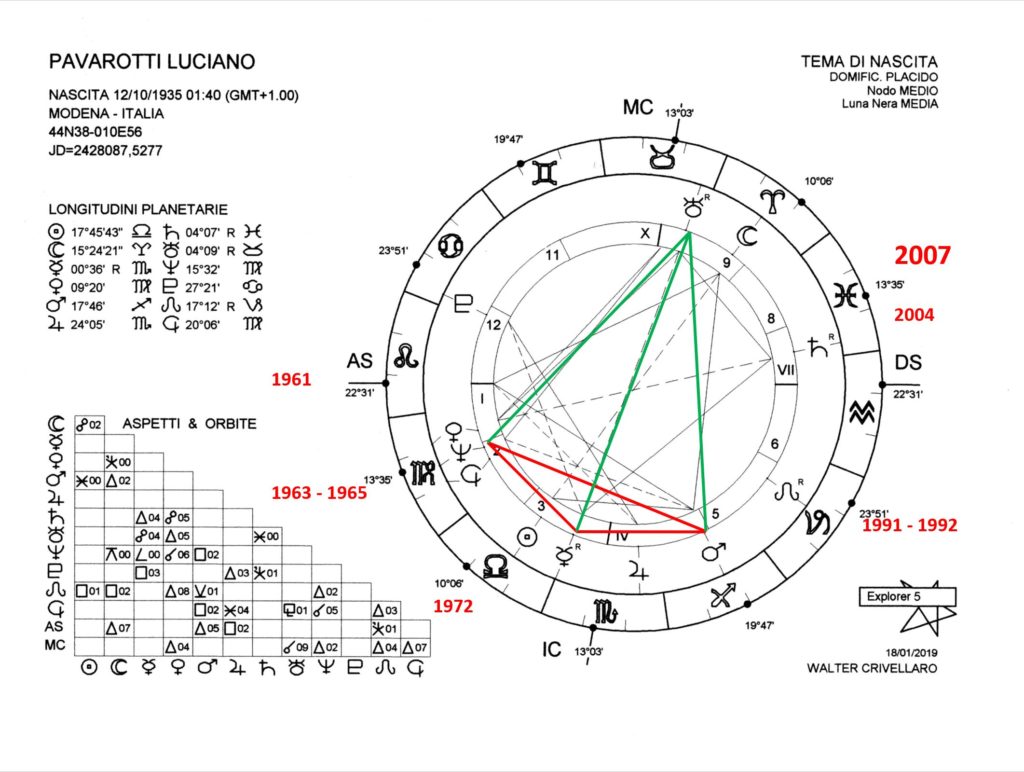 PAVAROTTI LUCIANO
NASCITA 12/10/1935 01:40 (GMT+1.00)
MODENA - ITALIA
44N38-010E56
JD=2428087,5277
TEMA DI NASCITA
DOMIFIC. PLACIDO
Nodo MEDIO
Luna Nera MEDIA
LONGITUDINI PLANETARIE
☉ 17°45'43" ♎ ♄ 04°07' R ♓
☾ 15°24'21" ♈ ♅ 04°09' R ♉
☿ 00°36' R ♏ ♆ 15°32' ♍
♀ 09°20' ♍ ♇ 27°21' ♋
♂ 17°46' ♐ ☊ 17°12' R ♑
♃ 24°05' ♏ ⚸ 20°06' ♍
MC 13°03'
19°47'
♊ ♉ ♈
10°06'
♅ R
☾
X
11
9
23°51'
♋
2007
13°35'
♓
2004
♇
12
8
♄ R
AS
♌
1961
22°31'
I
VII
DS
22°31'
♒
♀
♆
⚸
2
6
13°35'
♍
1963 - 1965
☊ R
23°51'
♑
1991 - 1992
3
IV
5
☉
☿ R
♃
♂
10°06'
♎
1972
♏
♐
19°47'
IC 13°03'
ASPETTI & ORBITE
☾ ☍02
☿
♀ ⚹00
♂ ⚹00 △02
♃
♄ △04 ☍05
♅ ☍04 △05 ⚹00
♆ ⚻00 ∠00 ☌06 □02
♇ □03 △03 ⚻01
☊ □01 □02 △08 ⚺01 △02
⚸ □02 ⚹04 ⚼01 ☌05 △03
AS △07 △05 □02 ⚹01
MC △04 ☌09 △02 △04 △07
☉ ☾ ☿ ♀ ♂ ♃ ♄ ♅ ♆ ♇ ☊ ⚸
Explorer 5
18/01/2019
WALTER CRIVELLARO